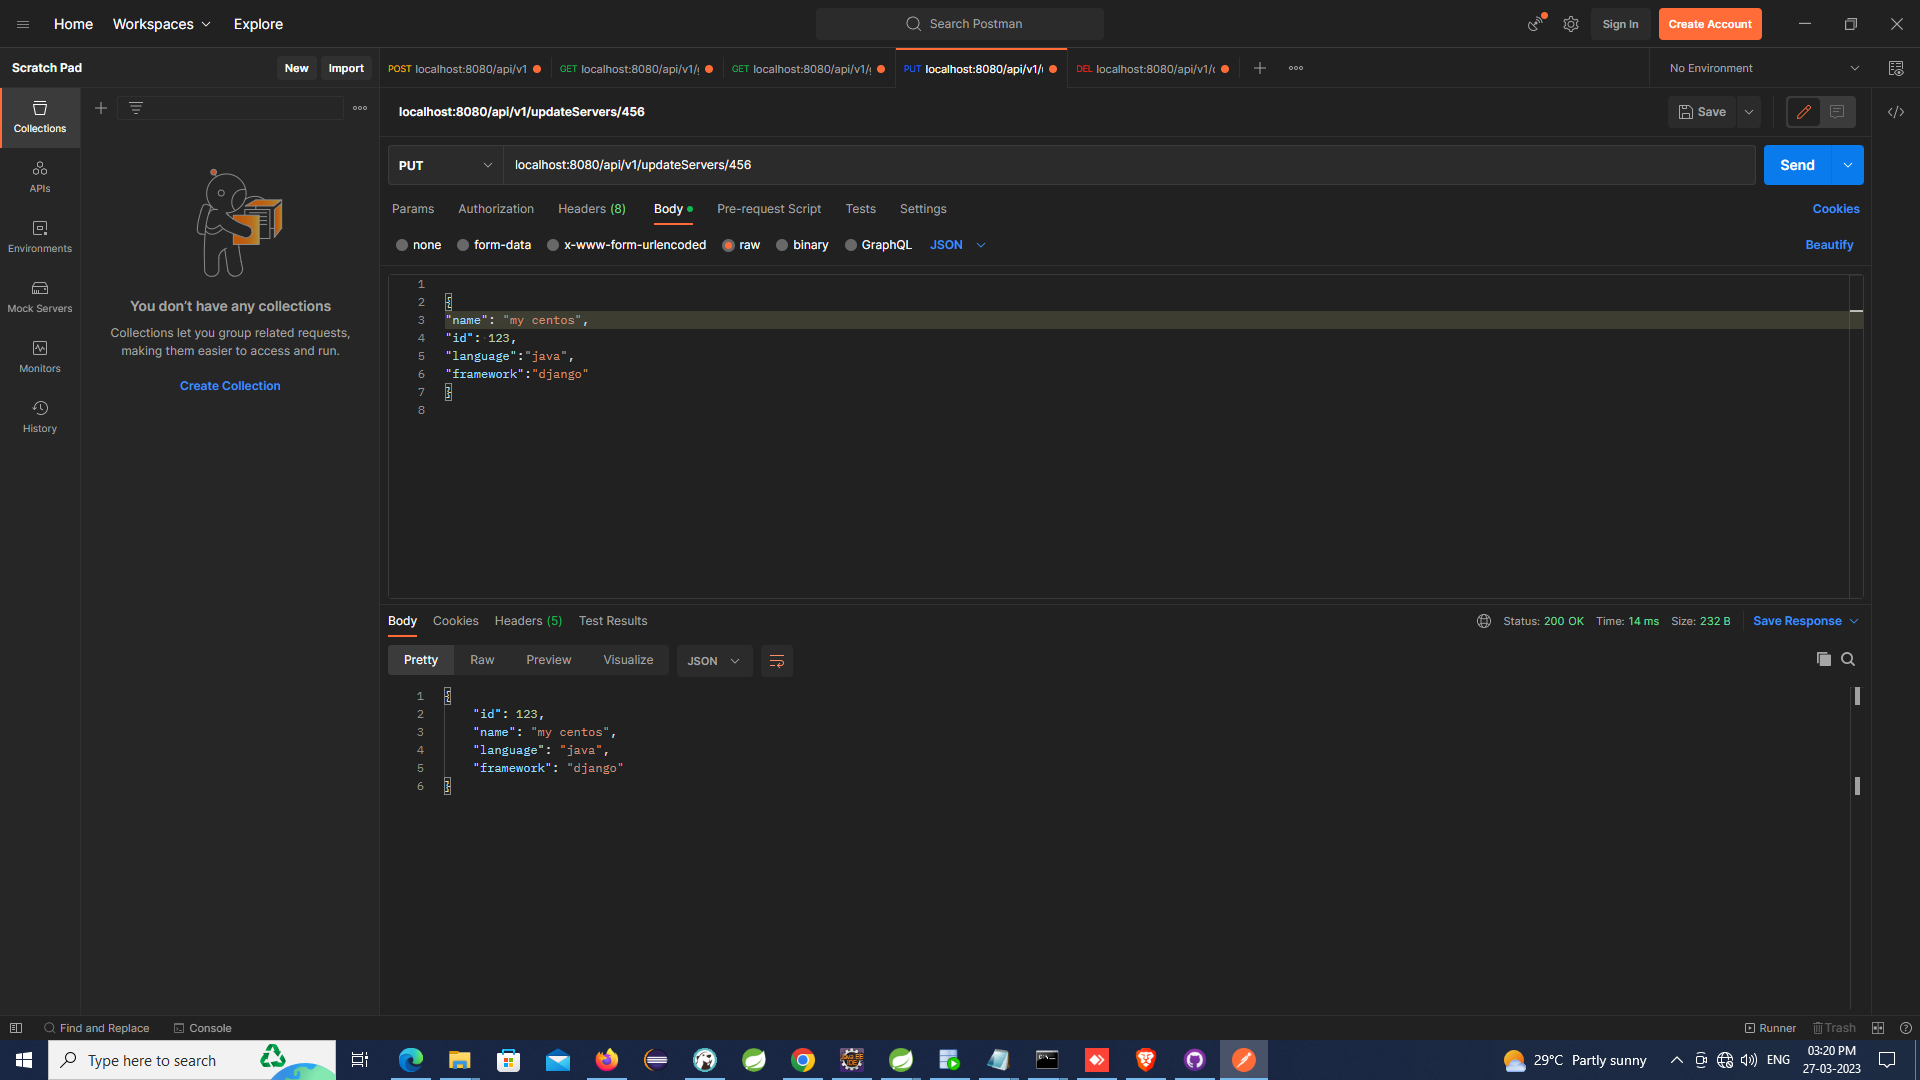 Home
Workspaces
Explore
Search Postman
Sign In
Create Account
Scratch Pad
New
Import
POST localhost:8080/api/v1
GET localhost:8080/api/v1/
GET localhost:8080/api/v1/
PUT localhost:8080/api/v1/
DEL localhost:8080/api/v1/
No Environment
Collections
APIs
Environments
Mock Servers
Monitors
History
You don't have any collections
Collections let you group related requests,
making them easier to access and run.
Create Collection
localhost:8080/api/v1/updateServers/456
Save
PUT
localhost:8080/api/v1/updateServers/456
Send
Params
Authorization
Headers (8)
Body
Pre-request Script
Tests
Settings
Cookies
none
form-data
x-www-form-urlencoded
raw
binary
GraphQL
JSON
Beautify
1
2 {
3 "name": "my centos",
4 "id": 123,
5 "language":"java",
6 "framework":"django"
7 }
8
Body
Cookies
Headers (5)
Test Results
Status: 200 OK
Time: 14 ms
Size: 232 B
Save Response
Pretty
Raw
Preview
Visualize
JSON
1 {
2 "id": 123,
3 "name": "my centos",
4 "language": "java",
5 "framework": "django"
6 }
Find and Replace
Console
Runner
Trash
Type here to search
29°C Partly sunny
ENG
03:20 PM
27-03-2023